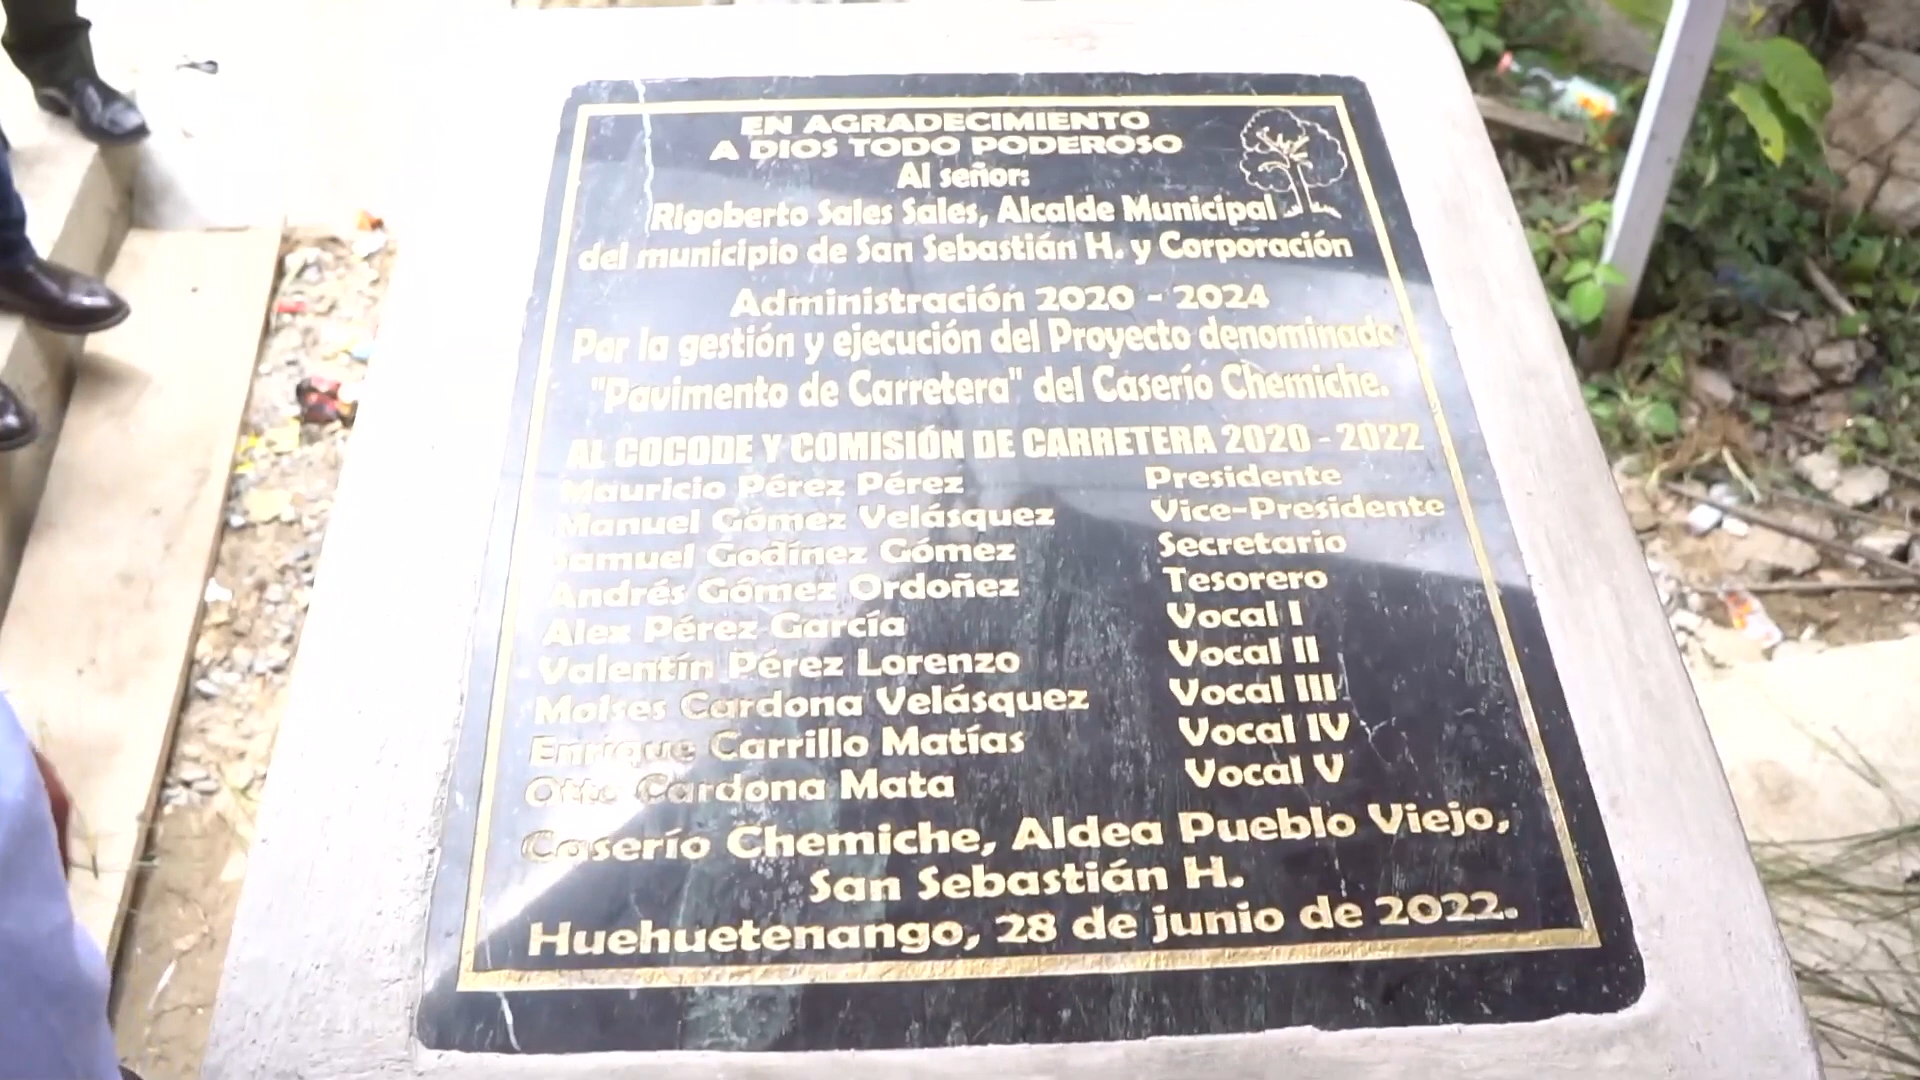 EN AGRADECIMIENTO
A DIOS TODO PODEROSO
Al señor:
Rigoberto Sales Sales, Alcalde Municipal
del municipio de San Sebastián H. y Corporación
Administración 2020 - 2024
Por la gestión y ejecución del Proyecto denominado
"Pavimento de Carretera" del Caserío Chemiche.
AL COCODE Y COMISIÓN DE CARRETERA 2020 - 2022
Mauricio Pérez Pérez Presidente
Manuel Gómez Velásquez Vice-Presidente
Samuel Godínez Gómez Secretario
Andrés Gómez Ordoñez Tesorero
Alex Pérez García Vocal I
Valentín Pérez Lorenzo Vocal II
Moises Cardona Velásquez Vocal III
Enrique Carrillo Matías Vocal IV
Otto Cardona Mata Vocal V
Caserío Chemiche, Aldea Pueblo Viejo,
San Sebastián H.
Huehuetenango, 28 de junio de 2022.